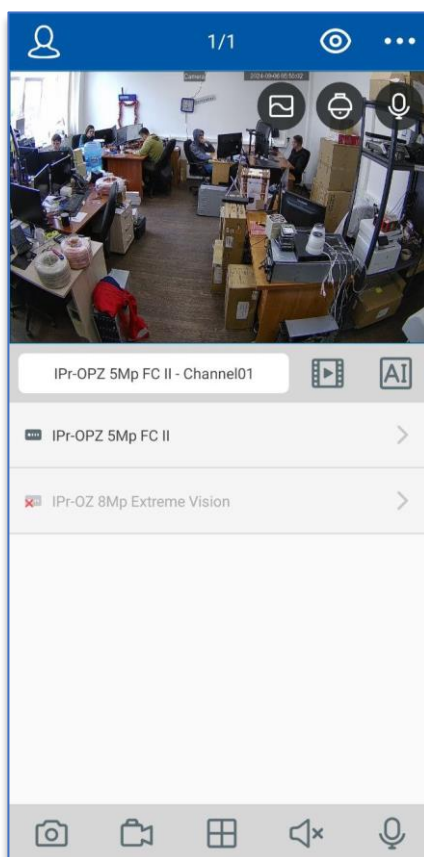 1/1
Camera
IPr-OPZ 5Mp FC II - Channel01
AI
IPr-OPZ 5Mp FC II
IPr-OZ 8Mp Extreme Vision